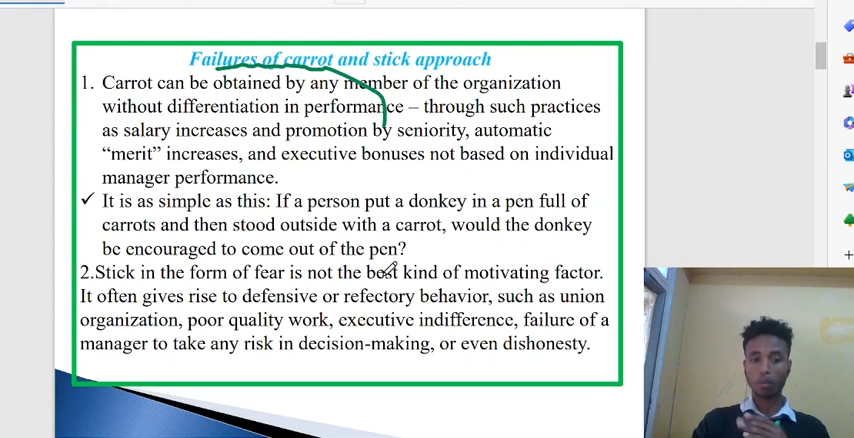 Failures of carrot and stick approach
1. Carrot can be obtained by any member of the organization
without differentiation in performance – through such practices
as salary increases and promotion by seniority, automatic
“merit” increases, and executive bonuses not based on individual
manager performance.
✓ It is as simple as this: If a person put a donkey in a pen full of
carrots and then stood outside with a carrot, would the donkey
be encouraged to come out of the pen?
2.Stick in the form of fear is not the best kind of motivating factor.
It often gives rise to defensive or refectory behavior, such as union
organization, poor quality work, executive indifference, failure of a
manager to take any risk in decision-making, or even dishonesty.